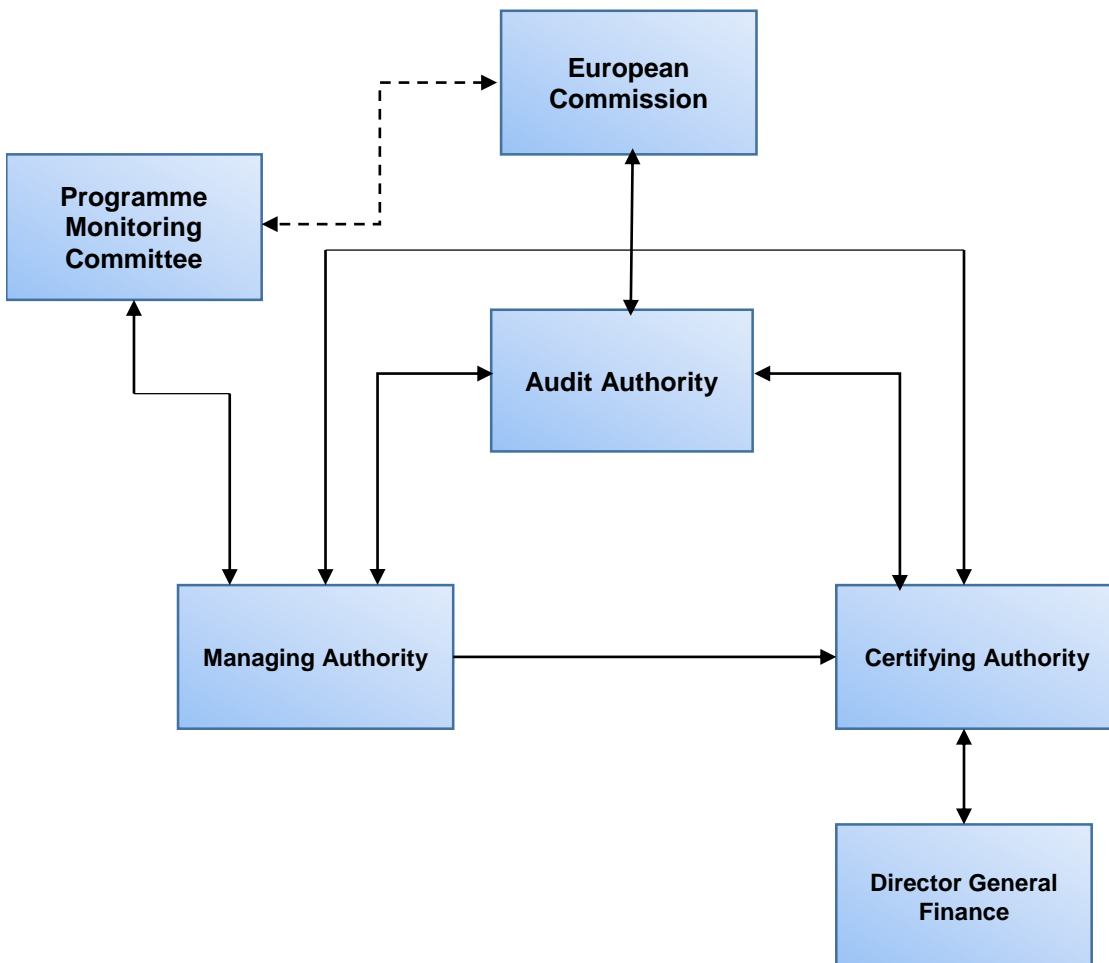 European
Commission
Programme
Monitoring
Committee
Audit Authority
Managing Authority
Certifying Authority
Director General
Finance